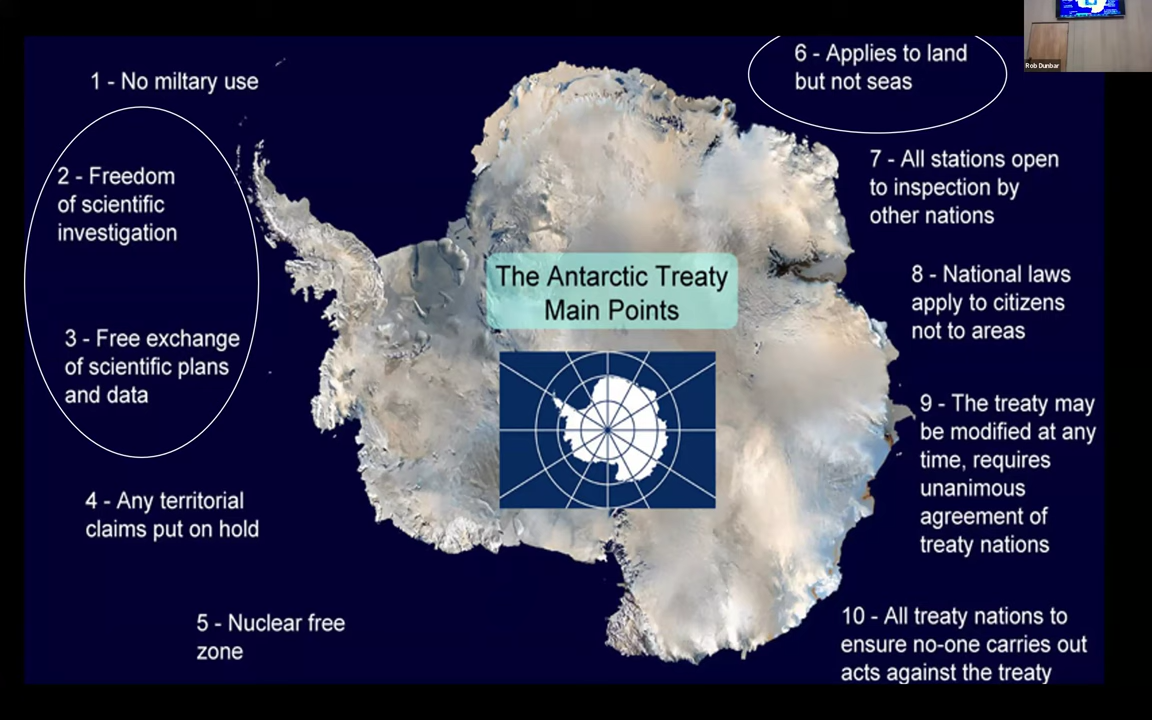 1 - No miltary use
2 - Freedom
of scientific
investigation
3 - Free exchange
of scientific plans
and data
4 - Any territorial
claims put on hold
5 - Nuclear free
zone
The Antarctic Treaty
Main Points
6 - Applies to land
but not seas
7 - All stations open
to inspection by
other nations
8 - National laws
apply to citizens
not to areas
9 - The treaty may
be modified at any
time, requires
unanimous
agreement of
treaty nations
10 - All treaty nations to
ensure no-one carries out
acts against the treaty
Rob Dunbar